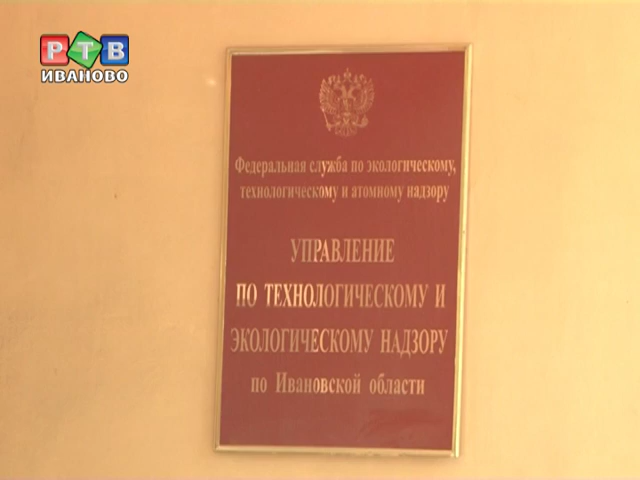 РТВ
ИВАНОВО
Федеральная служба по экологическому,
технологическому и атомному надзору
УПРАВЛЕНИЕ
ПО ТЕХНОЛОГИЧЕСКОМУ И
ЭКОЛОГИЧЕСКОМУ НАДЗОРУ
по Ивановской области